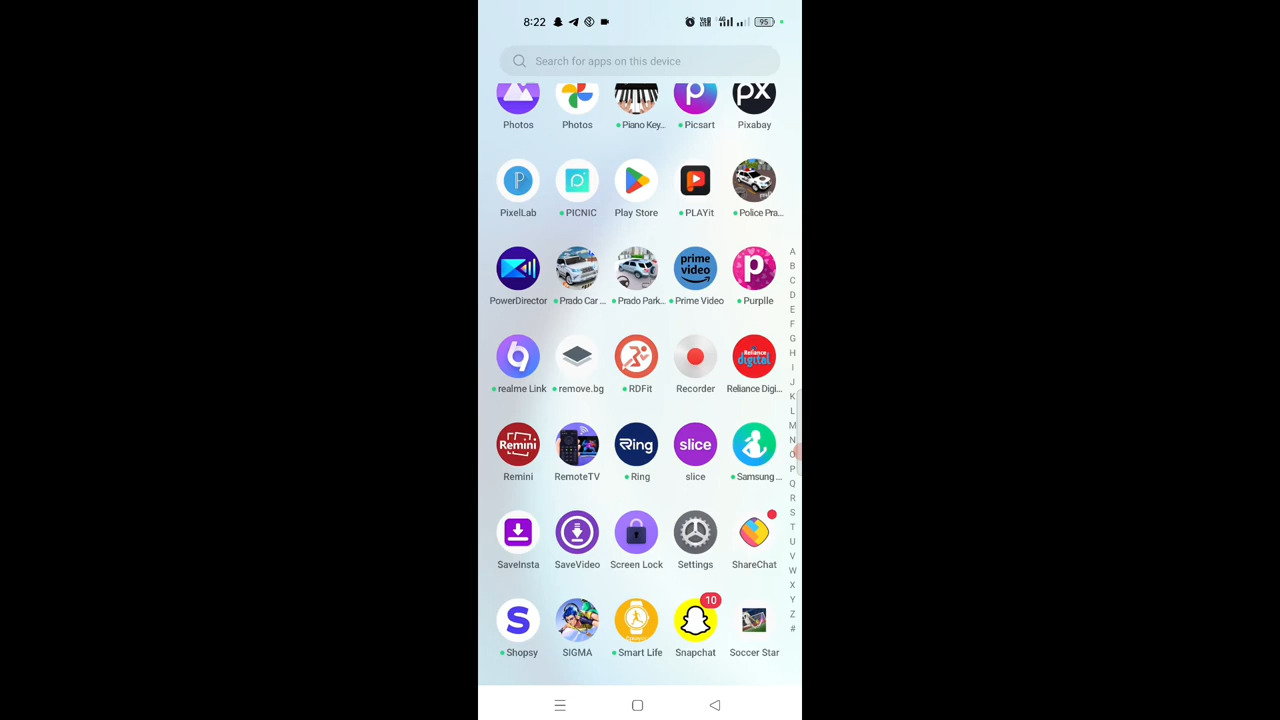 8:22 4G 95
Search for apps on this device
Photos Photos Piano Key... Picsart Pixabay
PixelLab PICNIC Play Store PLAYit Police Pra...
prime video
PowerDirector Prado Car ... Prado Park... Prime Video Purplle
Reliance digital
realme Link remove.bg RDFit Recorder Reliance Digi...
Remini Ring slice
Remini RemoteTV Ring slice Samsung ...
SaveInsta SaveVideo Screen Lock Settings ShareChat
10
Shopsy SIGMA Smart Life Snapchat Soccer Star
A
B
C
D
E
F
G
H
I
J
K
L
M
N
O
P
Q
R
S
T
U
V
W
X
Y
Z
#